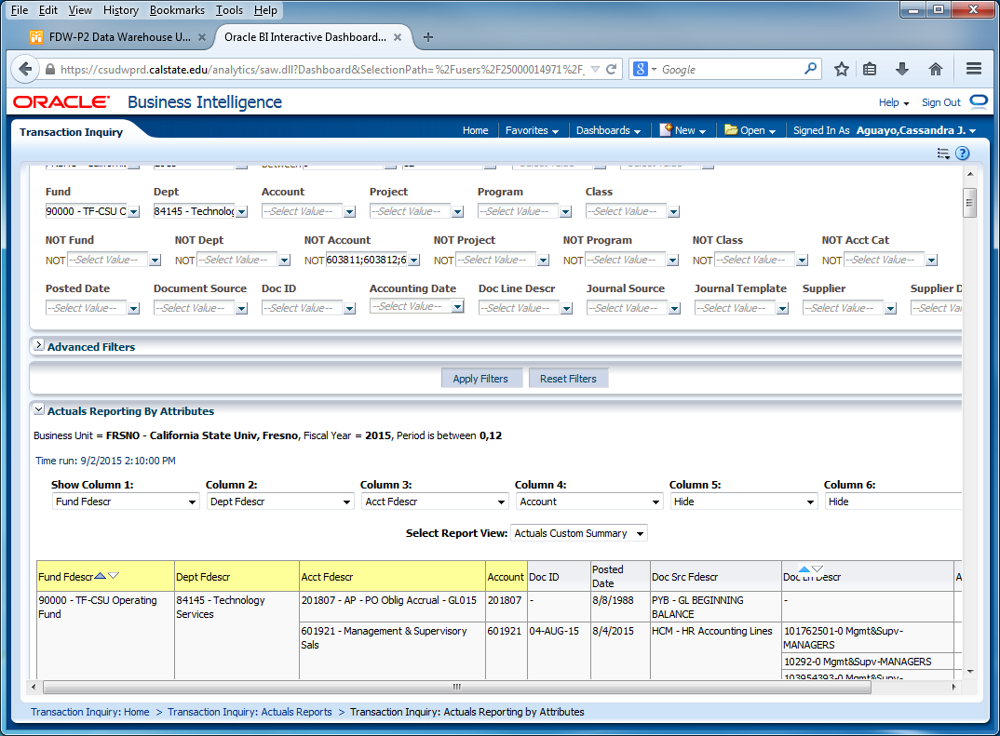 File Edit View History Bookmarks Tools Help
FDW-P2 Data Warehouse U... × Oracle BI Interactive Dashboard... × +
https://csudwprd.calstate.edu/analytics/saw.dll?Dashboard&SelectionPath=%2Fusers%2F25000014971%2F_ Google
ORACLE Business Intelligence Help Sign Out
Transaction Inquiry Home Favorites Dashboards New Open Signed In As Aguayo,Cassandra J.
Fund Dept Account Project Program Class
90000 - TF-CSU O 84145 - Technolog --Select Value-- --Select Value-- --Select Value-- --Select Value--
NOT Fund NOT Dept NOT Account NOT Project NOT Program NOT Class NOT Acct Cat
NOT --Select Value-- NOT --Select Value-- NOT 603811;603812;6 NOT --Select Value-- NOT --Select Value-- NOT --Select Value-- NOT --Select Value--
Posted Date Document Source Doc ID Accounting Date Doc Line Descr Journal Source Journal Template Supplier Supplier D
--Select Value-- --Select Value-- --Select Value-- --Select Value-- --Select Value-- --Select Value-- --Select Value-- --Select Value-- --Select Valu
Advanced Filters
Apply Filters Reset Filters
Actuals Reporting By Attributes
Business Unit = FRSNO - California State Univ, Fresno, Fiscal Year = 2015, Period is between 0,12
Time run: 9/2/2015 2:10:00 PM
Show Column 1: Column 2: Column 3: Column 4: Column 5: Column 6:
Fund Fdescr Dept Fdescr Acct Fdescr Account Hide Hide
Select Report View: Actuals Custom Summary
Fund Fdescr Dept Fdescr Acct Fdescr Account Doc ID Posted Date Doc Src Fdescr Doc Ln Descr A
90000 - TF-CSU Operating Fund 84145 - Technology Services 201807 - AP - PO Oblig Accrual - GL015 201807 - 8/8/1988 PYB - GL BEGINNING BALANCE -
601921 - Management & Supervisory Sals 601921 04-AUG-15 8/4/2015 HCM - HR Accounting Lines 101762501-0 Mgmt&Supv-MANAGERS
10292-0 Mgmt&Supv-MANAGERS
103954393-0 Mgmt&Supv-
Transaction Inquiry: Home > Transaction Inquiry: Actuals Reports > Transaction Inquiry: Actuals Reporting by Attributes